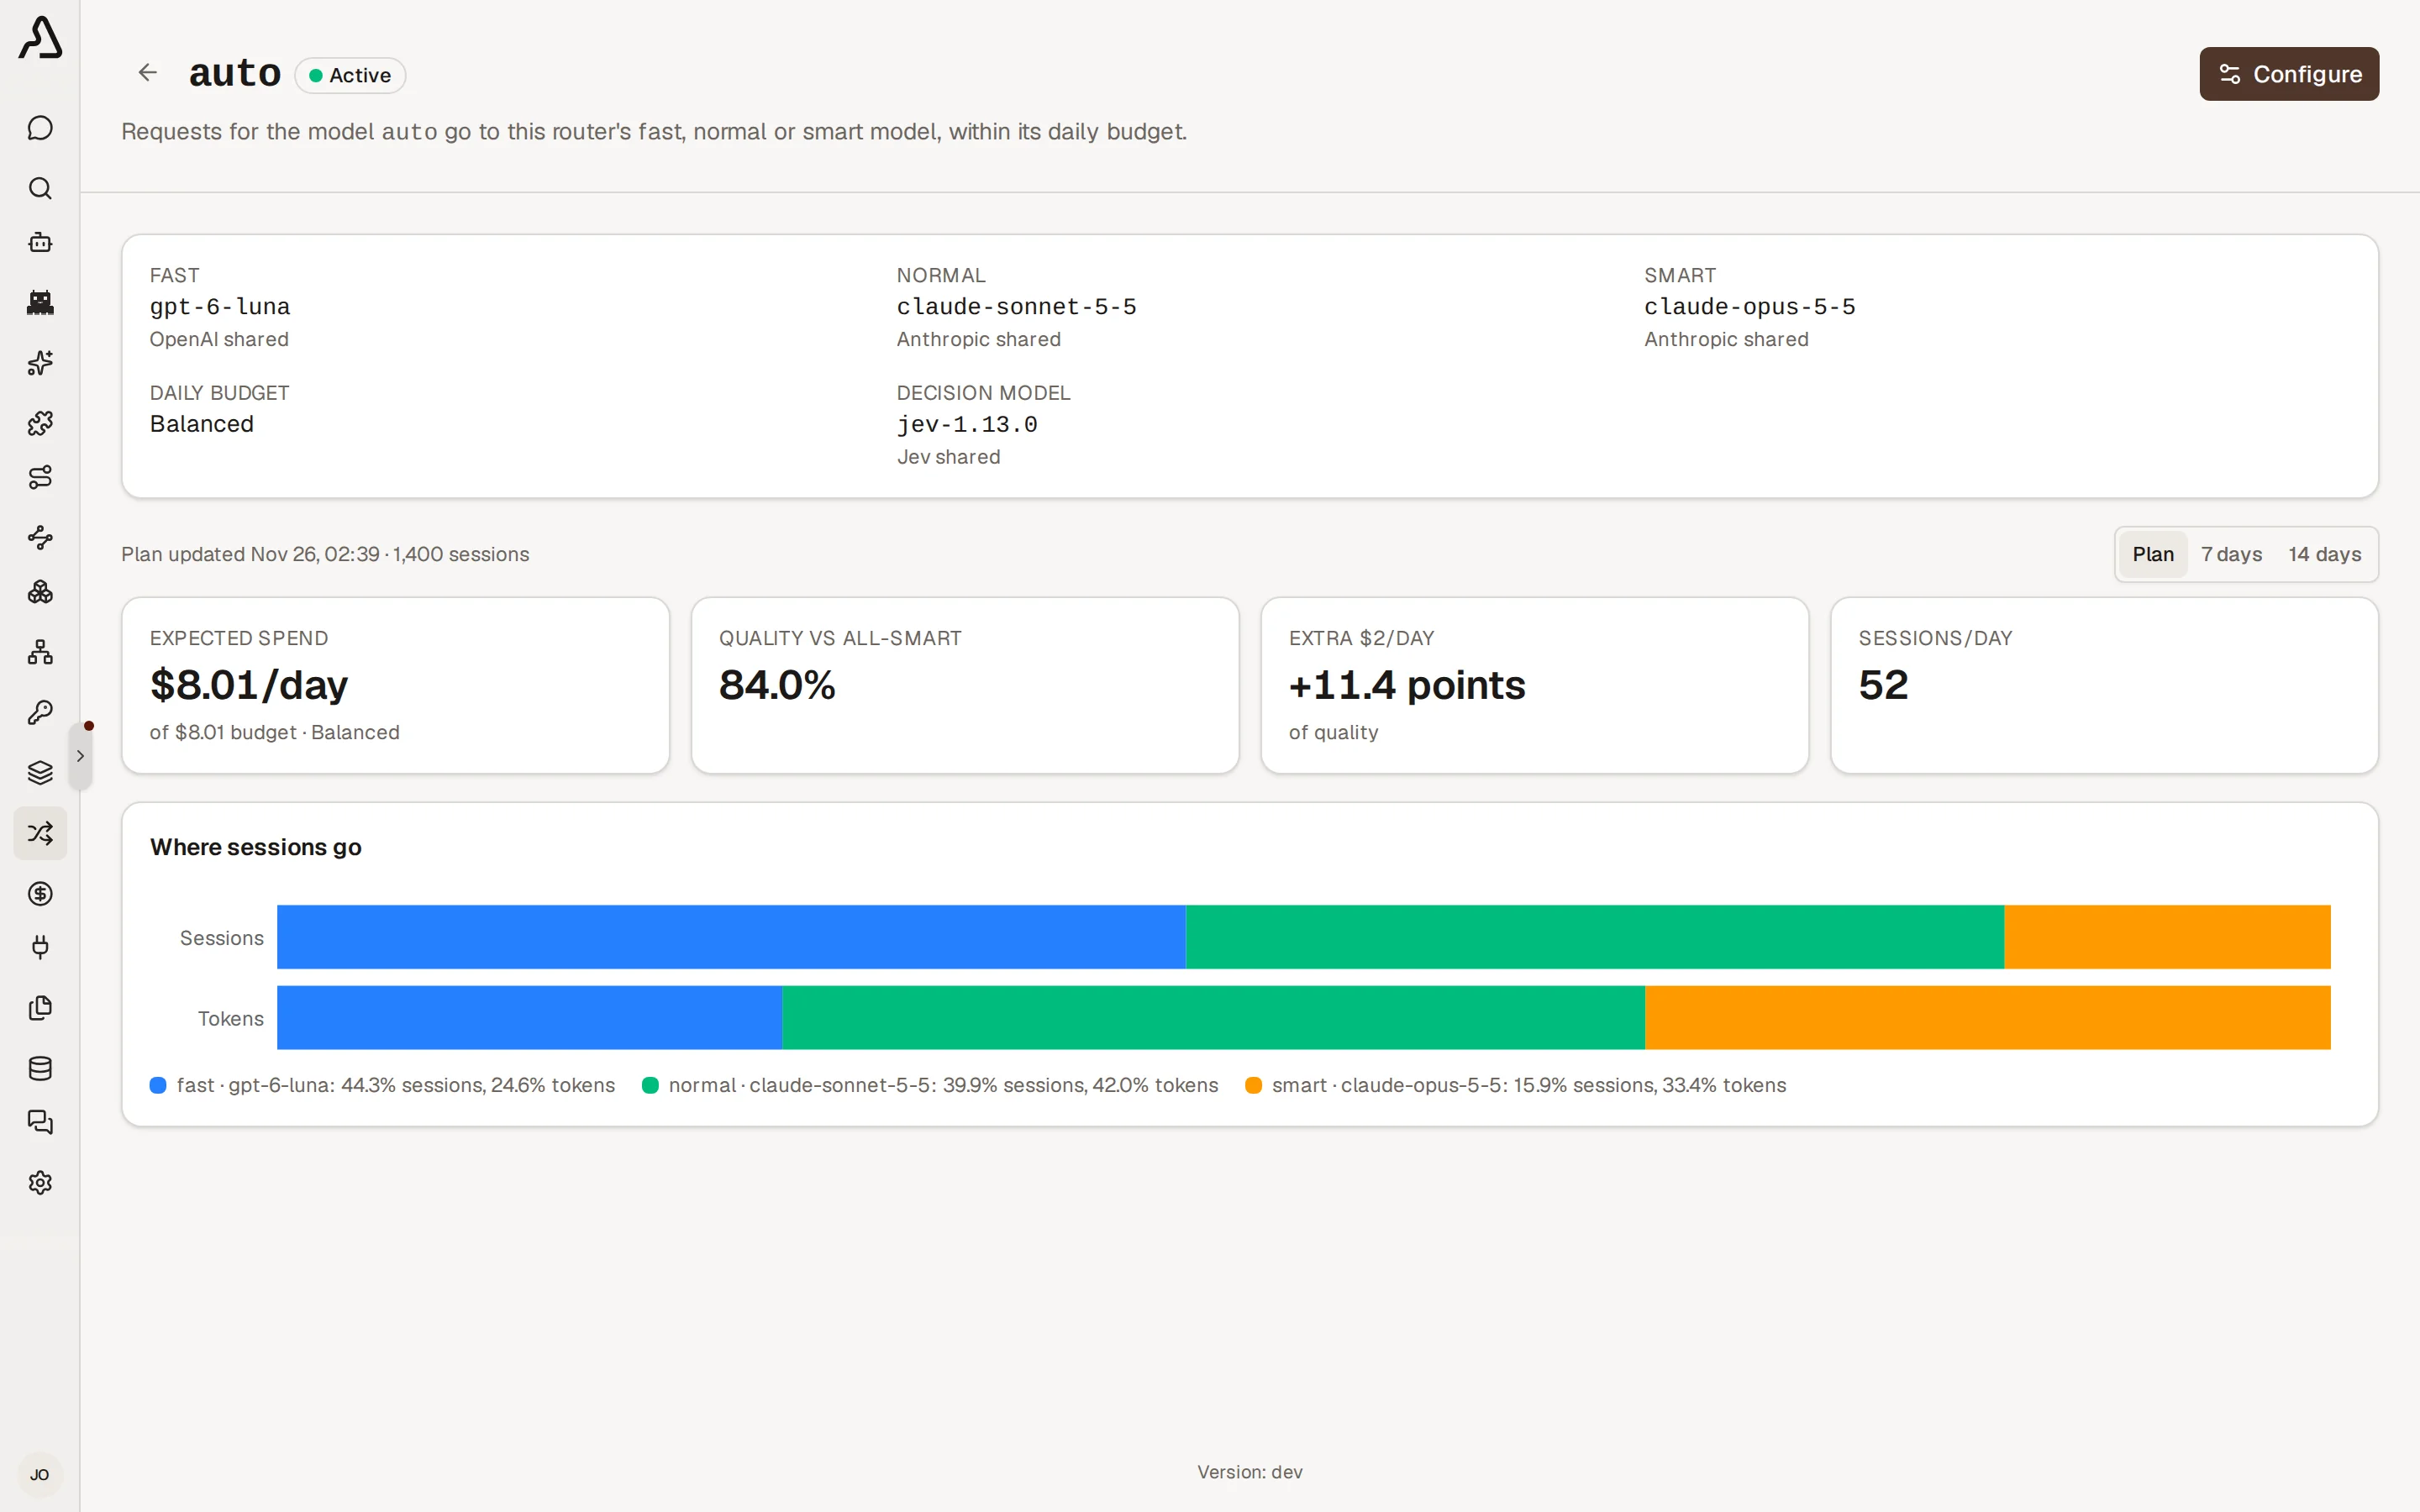 auto
Active
Configure
Requests for the model auto go to this router's fast, normal or smart model, within its daily budget.
FAST
gpt-6-luna
OpenAI shared
NORMAL
claude-sonnet-5-5
Anthropic shared
SMART
claude-opus-5-5
Anthropic shared
DAILY BUDGET
Balanced
DECISION MODEL
jev-1.13.0
Jev shared
Plan updated Nov 26, 02:39 · 1,400 sessions
Plan
7 days
14 days
EXPECTED SPEND
$8.01/day
of $8.01 budget · Balanced
QUALITY VS ALL-SMART
84.0%
EXTRA $2/DAY
+11.4 points
of quality
SESSIONS/DAY
52
Where sessions go
Sessions
Tokens
fast · gpt-6-luna: 44.3% sessions, 24.6% tokens
normal · claude-sonnet-5-5: 39.9% sessions, 42.0% tokens
smart · claude-opus-5-5: 15.9% sessions, 33.4% tokens
JO
Version: dev